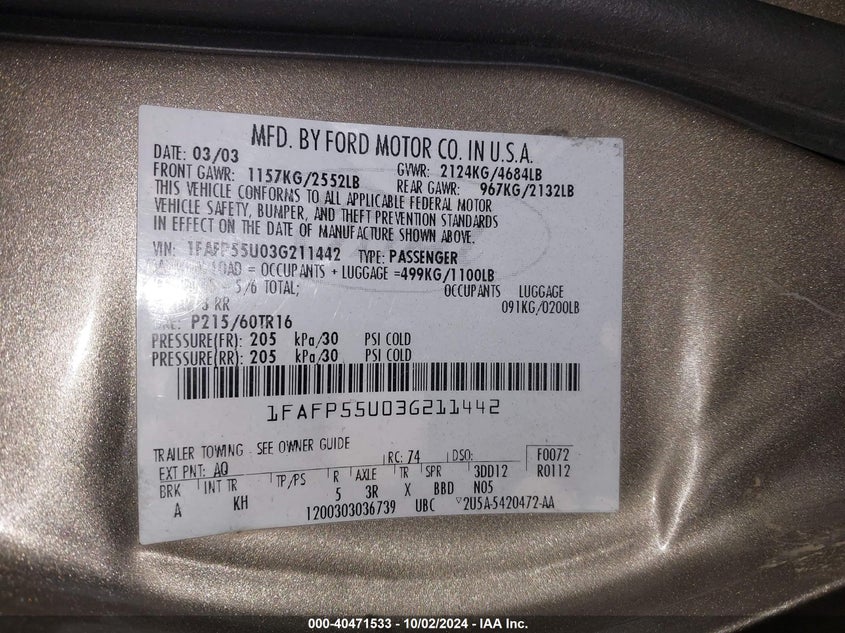 MFD. BY FORD MOTOR CO. IN U.S.A.
DATE: 03/03 GVWR: 2124KG/4684LB
FRONT GAWR: 1157KG/2552LB REAR GAWR: 967KG/2132LB
THIS VEHICLE CONFORMS TO ALL APPLICABLE FEDERAL MOTOR
VEHICLE SAFETY, BUMPER, AND THEFT PREVENTION STANDARDS
IN EFFECT ON THE DATE OF MANUFACTURE SHOWN ABOVE.
VIN: 1FAFP55U03G211442 TYPE: PASSENGER
LOAD = OCCUPANTS + LUGGAGE =499KG/1100LB
5/6 TOTAL; OCCUPANTS LUGGAGE
RR 091KG/0200LB
P215/60TR16
PRESSURE(FR): 205 kPa/30 PSI COLD
PRESSURE(RR): 205 kPa/30 PSI COLD
1FAFP55U03G211442
TRAILER TOWING - SEE OWNER GUIDE
EXT PNT: AQ RC: 74 DSO: F0072
BRK INT TR TP/PS R AXLE TR SPR 3DD12 R0112
A KH 5 3R X BBD N05
1200303036739 UBC 2U5A-5420472-AA
000-40471533 - 10/02/2024 - IAA Inc.